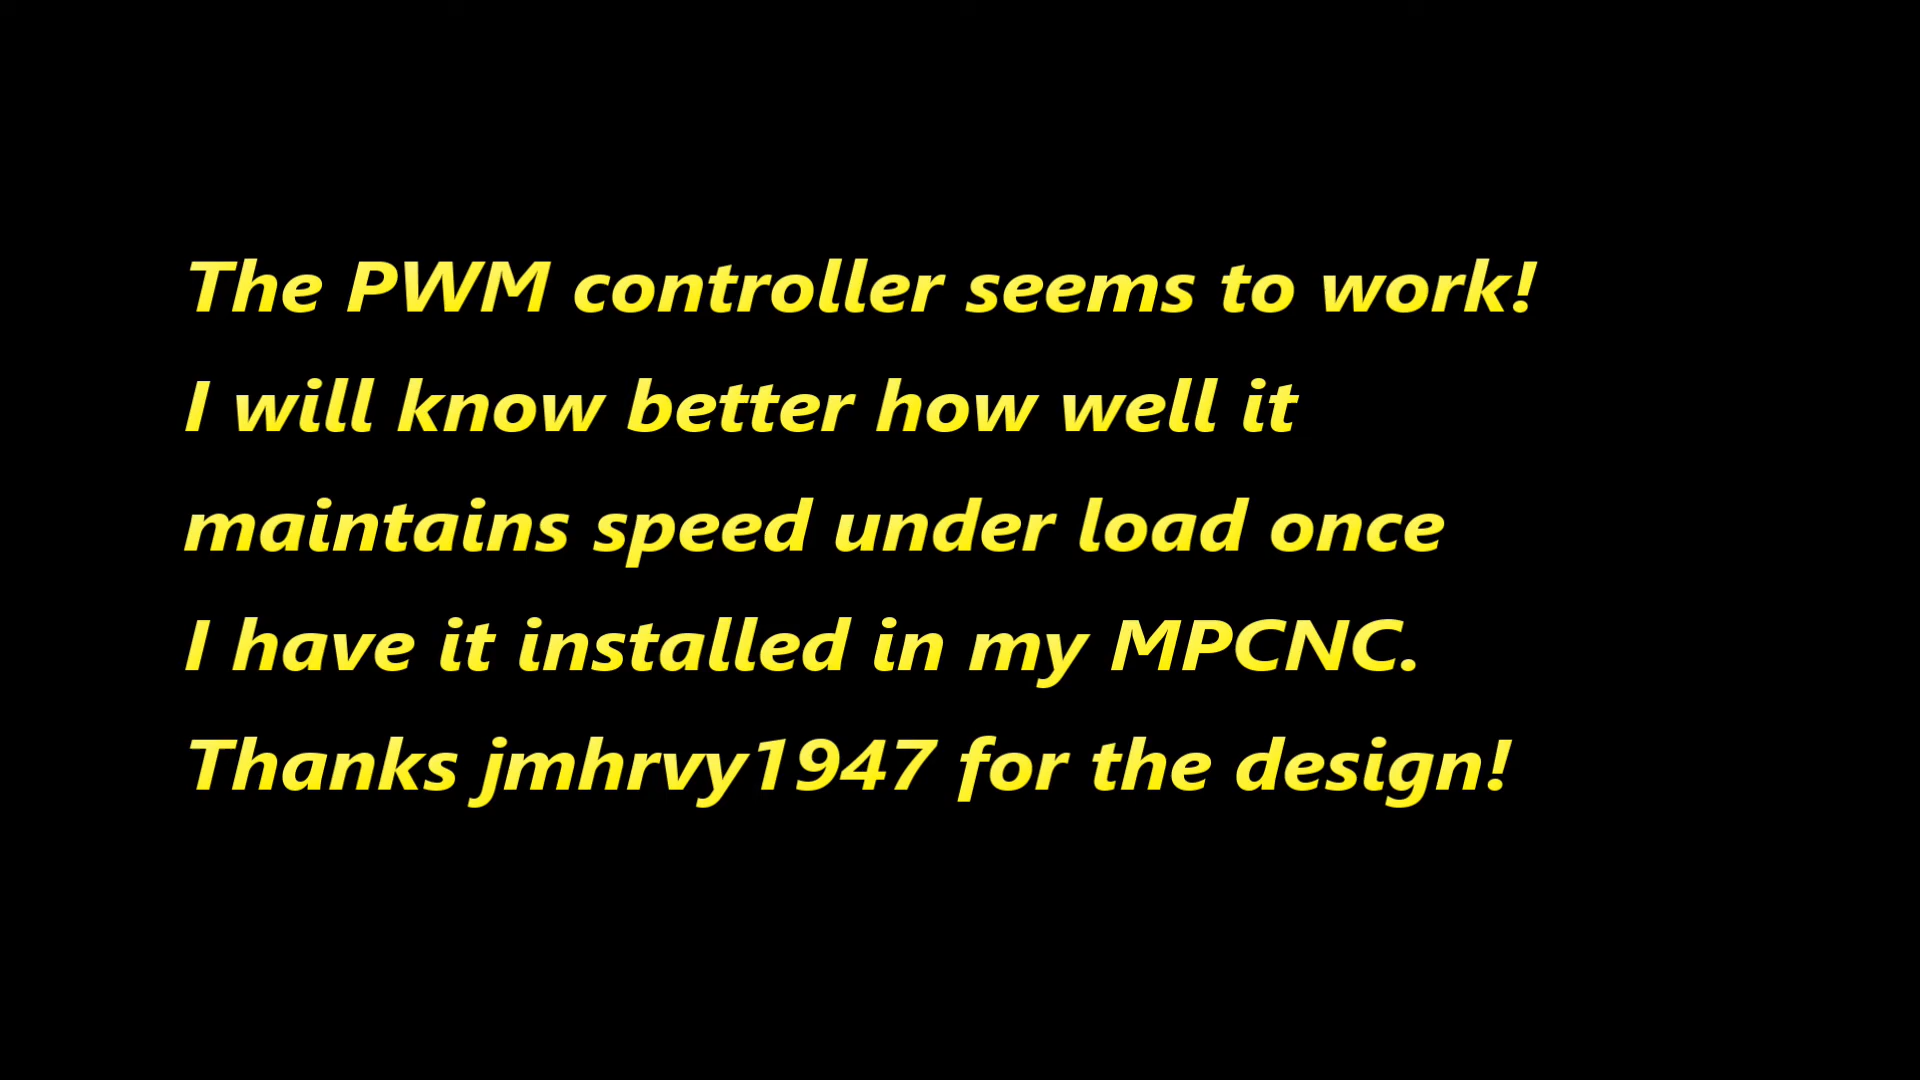 The PWM controller seems to work!
I will know better how well it
maintains speed under load once
I have it installed in my MPCNC.
Thanks jmhrvy1947 for the design!